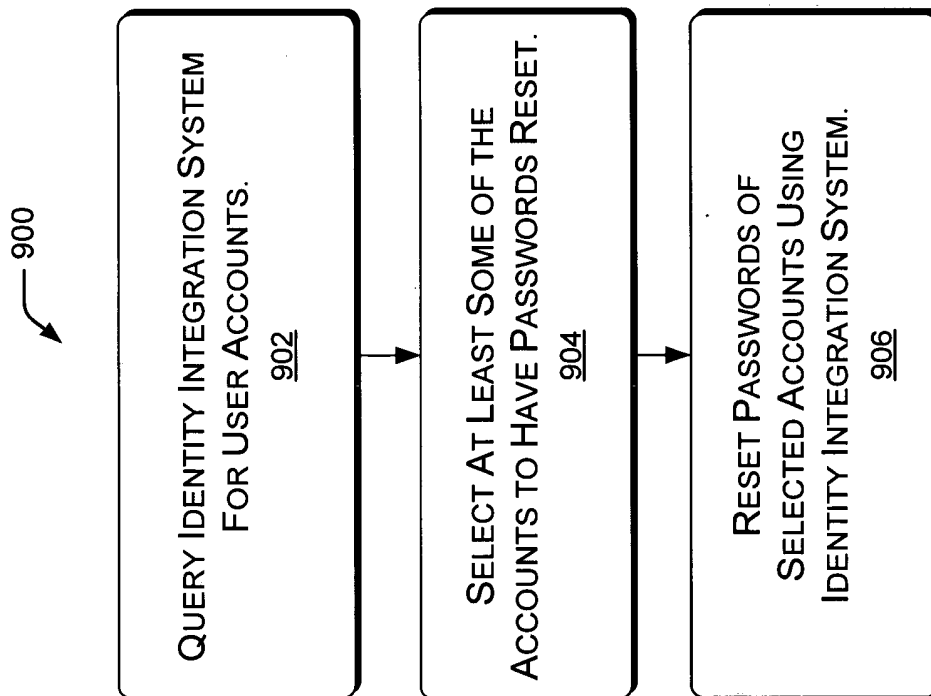 900
QUERY IDENTITY INTEGRATION SYSTEM
FOR USER ACCOUNTS.
902
SELECT AT LEAST SOME OF THE
ACCOUNTS TO HAVE PASSWORDS RESET.
904
RESET PASSWORDS OF
SELECTED ACCOUNTS USING
IDENTITY INTEGRATION SYSTEM.
906